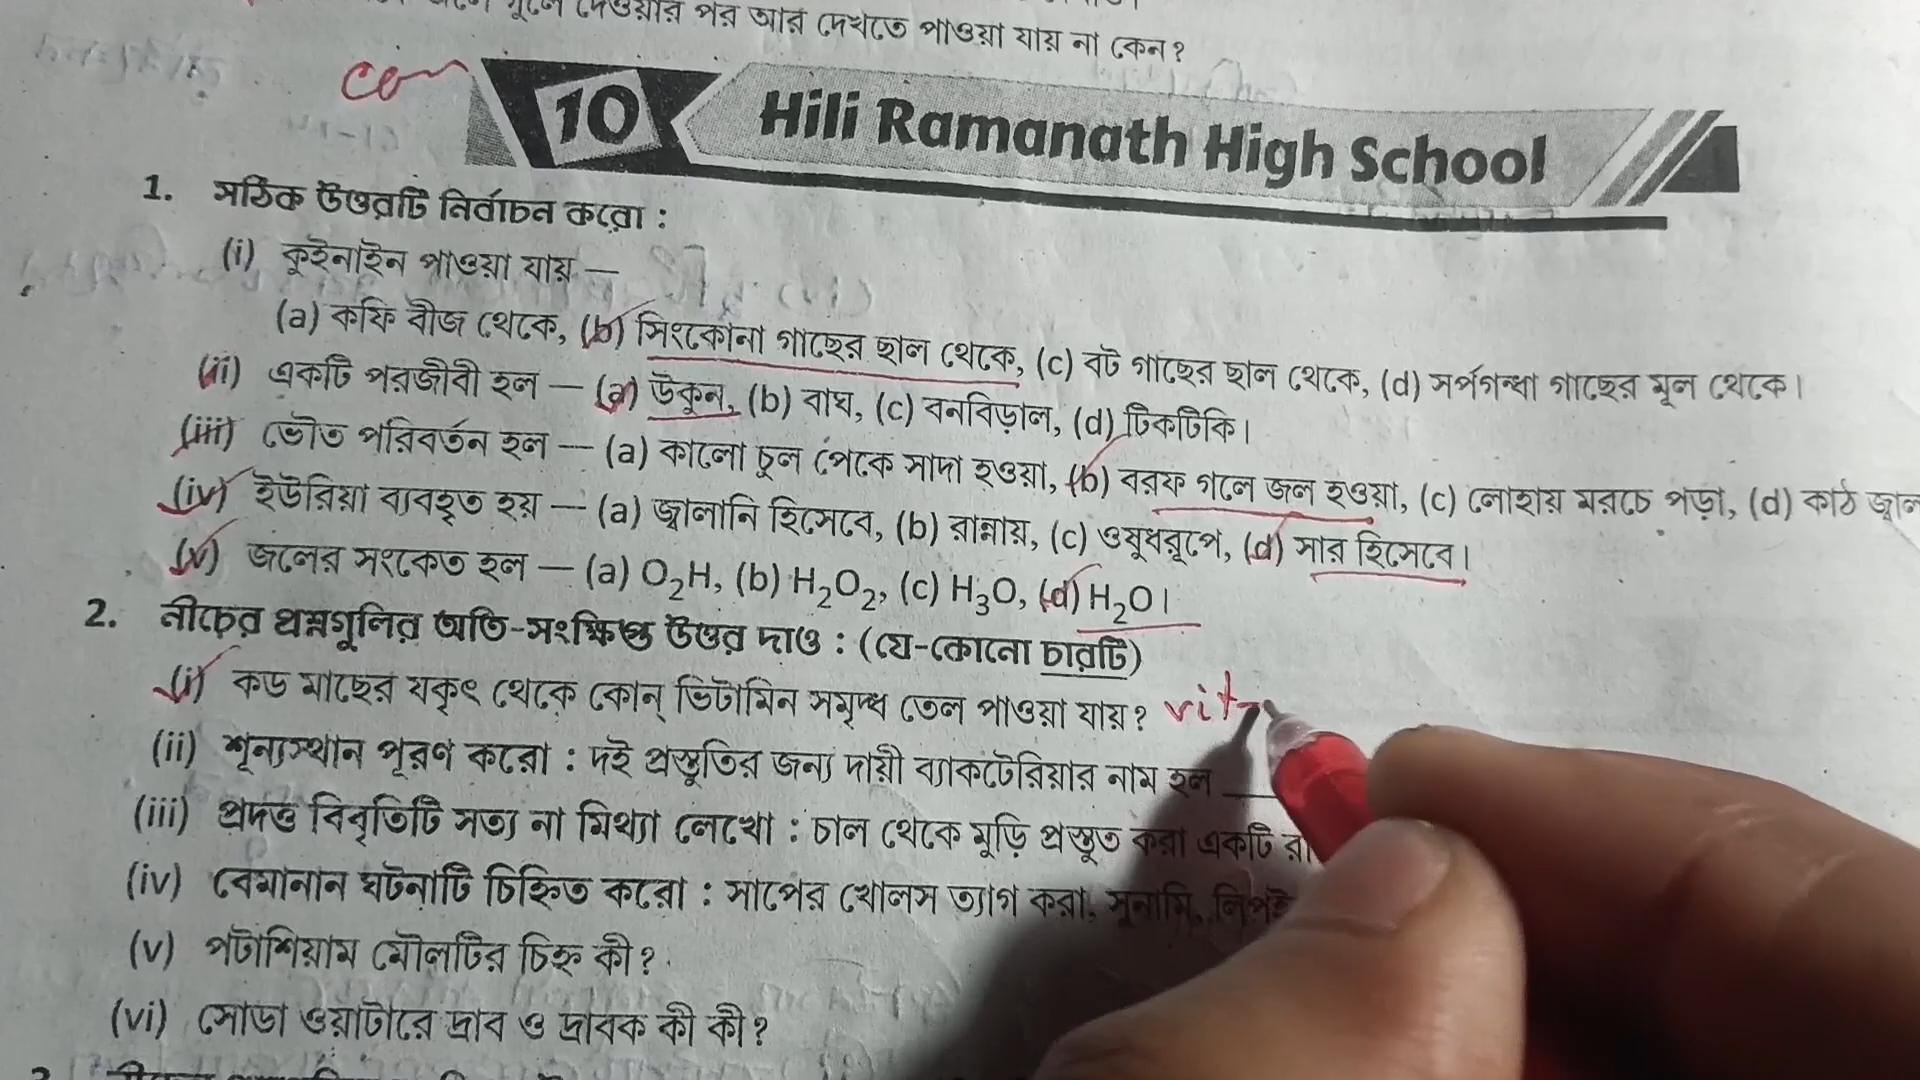 দেওয়ার পর আর দেখতে পাওয়া যায় না কেন?
10 Hili Ramanath High School
1. সঠিক উত্তরটি নির্বাচন করো :
(i) কুইনাইন পাওয়া যায় —
(a) কফি বীজ থেকে, (b) সিংকোনা গাছের ছাল থেকে, (c) বট গাছের ছাল থেকে, (d) সর্পগন্ধা গাছের মূল থেকে।
(ii) একটি পরজীবী হল — (a) উকুন, (b) বাঘ, (c) বনবিড়াল, (d) টিকটিকি।
(iii) ভৌত পরিবর্তন হল — (a) কালো চুল পেকে সাদা হওয়া, (b) বরফ গলে জল হওয়া, (c) লোহায় মরচে পড়া, (d) কাঠ
(iv) ইউরিয়া ব্যবহৃত হয় — (a) জ্বালানি হিসেবে, (b) রান্নায়, (c) ওষুধরূপে, (d) সার হিসেবে।
(v) জলের সংকেত হল — (a) O₂H, (b) H₂O₂, (c) H₃O, (d) H₂O।
2. নীচের প্রশ্নগুলির অতি-সংক্ষিপ্ত উত্তর দাও : (যে-কোনো চারটি)
(i) কড মাছের যকৃৎ থেকে কোন্ ভিটামিন সমৃদ্ধ তেল পাওয়া যায়? vit
(ii) শূন্যস্থান পূরণ করো : দই প্রস্তুতির জন্য দায়ী ব্যাকটেরিয়ার নাম হল
(iii) প্রদত্ত বিবৃতিটি সত্য না মিথ্যা লেখো : চাল থেকে মুড়ি প্রস্তুত করা একটি রা
(iv) বেমানান ঘটনাটি চিহ্নিত করো : সাপের খোলস ত্যাগ করা, সুনামি,
(v) পটাশিয়াম মৌলটির চিহ্ন কী?
(vi) সোডা ওয়াটারে দ্রাব ও দ্রাবক কী কী?